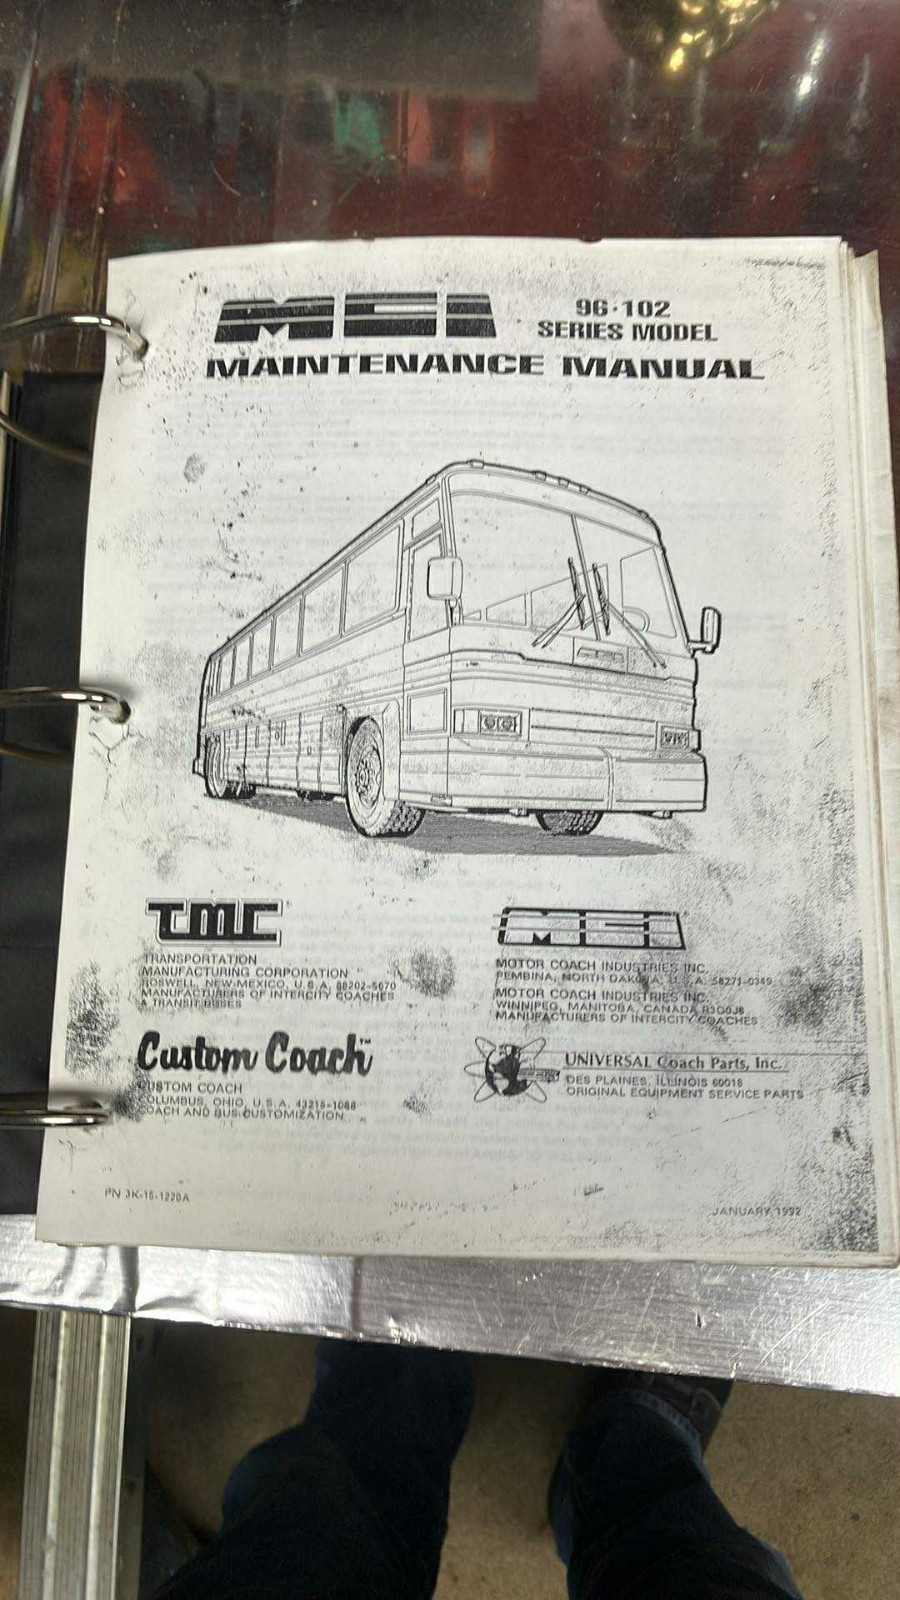 MCI
96·102
SERIES MODEL
MAINTENANCE MANUAL
TMC
TRANSPORTATION
MANUFACTURING CORPORATION
ROSWELL, NEW MEXICO, U.S.A. 88202-5670
MANUFACTURERS OF INTERCITY COACHES
& TRANSIT BUSES
MCI
MOTOR COACH INDUSTRIES INC.
PEMBINA, NORTH DAKOTA, U.S.A. 58271-0349
MOTOR COACH INDUSTRIES INC.
WINNIPEG, MANITOBA, CANADA R3C0J8
MANUFACTURERS OF INTERCITY COACHES
Custom Coach™
CUSTOM COACH
COLUMBUS, OHIO, U.S.A. 43216-1088
COACH AND BUS CUSTOMIZATION
UNIVERSAL Coach Parts, Inc.
DES PLAINES, ILLINOIS 60018
ORIGINAL EQUIPMENT SERVICE PARTS
PN 3K-15-1220A
JANUARY 1992